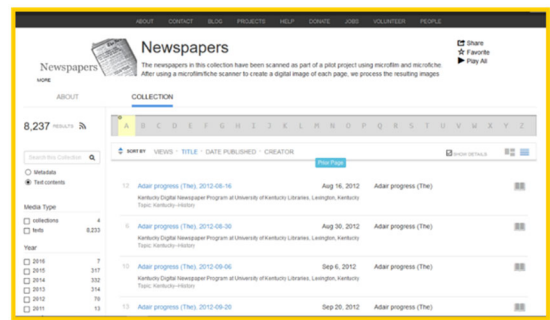 ABOUT CONTACT BLOG PROJECTS HELP DONATE JOBS VOLUNTEER PEOPLE
Newspapers
MORE
Newspapers
The newspapers in this collection have been scanned as part of a pilot project using microfilm and microfiche.
After using a microfilm/fiche scanner to create a digital image of each page, we process the resulting images
Share
Favorite
Play All
ABOUT COLLECTION
8,237 RESULTS
A B C D E F G H I J K L M N O P Q R S T U V W X Y Z
Search this Collection
Metadata
Text contents
SORT BY VIEWS · TITLE · DATE PUBLISHED · CREATOR
SHOW DETAILS
Prior Page
Media Type
collections 4
texts 8,233
Year
2016 7
2015 317
2014 332
2013 314
2012 79
2011 13
Adair progress (The), 2012-08-16 Aug 16, 2012 Adair progress (The)
Kentucky Digital Newspaper Program at University of Kentucky Libraries, Lexington, Kentucky
Topic: Kentucky--History
Adair progress (The), 2012-08-30 Aug 30, 2012 Adair progress (The)
Kentucky Digital Newspaper Program at University of Kentucky Libraries, Lexington, Kentucky
Topic: Kentucky--History
Adair progress (The), 2012-09-06 Sep 6, 2012 Adair progress (The)
Kentucky Digital Newspaper Program at University of Kentucky Libraries, Lexington, Kentucky
Topic: Kentucky--History
Adair progress (The), 2012-09-20 Sep 20, 2012 Adair progress (The)